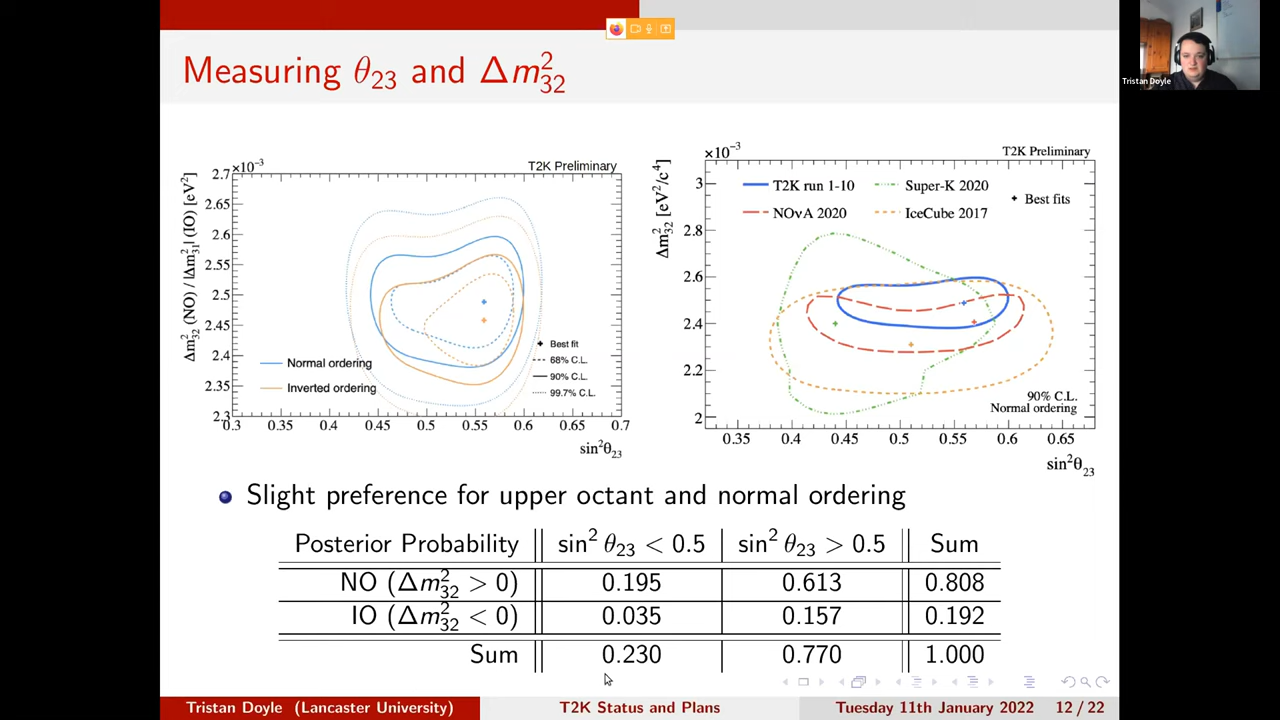 Measuring θ₂₃ and Δm²₃₂
Tristan Doyle
T2K Preliminary
×10⁻³
Δm²₃₂ (NO) / |Δm²₃₁| (IO) [eV²]
2.7
2.65
2.6
2.55
2.5
2.45
2.4
2.35
2.3
Normal ordering
Inverted ordering
Best fit
68% C.L.
90% C.L.
99.7% C.L.
0.3 0.35 0.4 0.45 0.5 0.55 0.6 0.65 0.7
sin²θ₂₃
T2K Preliminary
×10⁻³
Δm²₃₂ [eV²/c⁴]
3
2.8
2.6
2.4
2.2
2
T2K run 1-10 Super-K 2020
NOνA 2020 IceCube 2017
Best fits
90% C.L.
Normal ordering
0.35 0.4 0.45 0.5 0.55 0.6 0.65
sin²θ₂₃
Slight preference for upper octant and normal ordering
Posterior Probability sin² θ₂₃ < 0.5 sin² θ₂₃ > 0.5 Sum
NO (Δm²₃₂ > 0) 0.195 0.613 0.808
IO (Δm²₃₂ < 0) 0.035 0.157 0.192
Sum 0.230 0.770 1.000
Tristan Doyle (Lancaster University) T2K Status and Plans Tuesday 11th January 2022 12 / 22